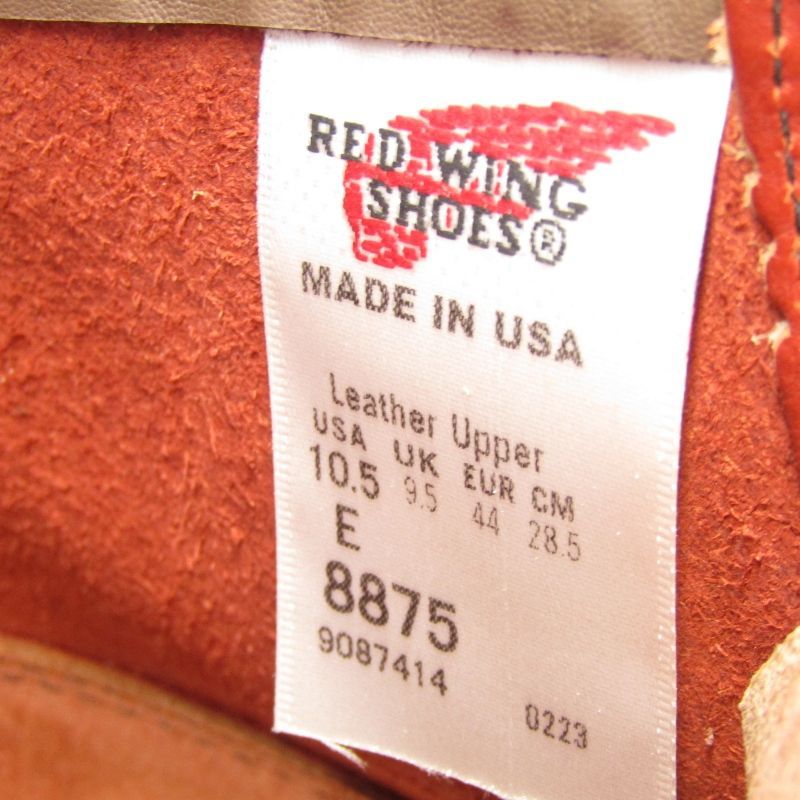 RED WING
SHOES®
MADE IN USA
Leather Upper
USA UK EUR CM
10.5 9.5 44 28.5
E
8875
9087414
0223